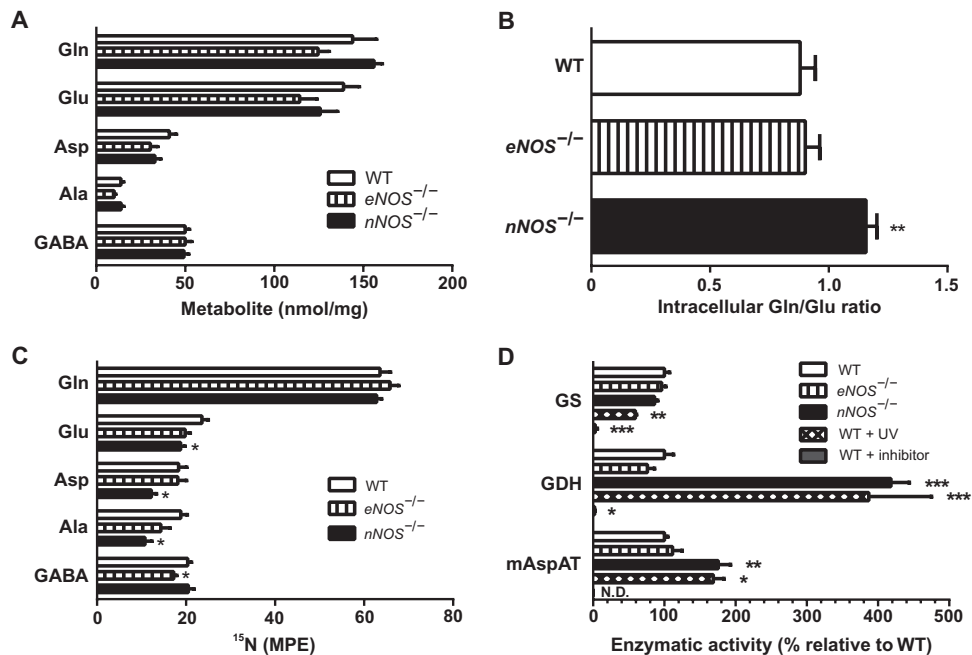 A
Gln
Glu
Asp
Ala
GABA
WT
eNOS−/−
nNOS−/−
0 50 100 150 200
Metabolite (nmol/mg)
B
WT
eNOS−/−
nNOS−/−
**
0 0.5 1.0 1.5
Intracellular Gln/Glu ratio
C
Gln
Glu
*
Asp
*
Ala
*
GABA
*
WT
eNOS−/−
nNOS−/−
0 20 40 60 80
15N (MPE)
D
GS
**
***
GDH
***
***
*
mAspAT
**
*
N.D.
WT
eNOS−/−
nNOS−/−
WT + UV
WT + inhibitor
0 100 200 300 400 500
Enzymatic activity (% relative to WT)